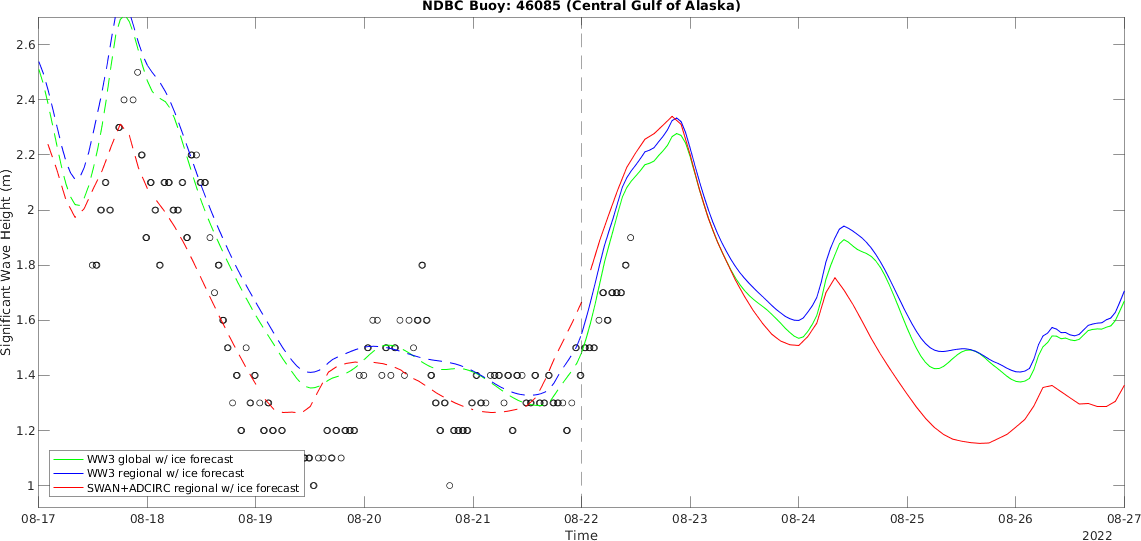 NDBC Buoy: 46085 (Central Gulf of Alaska)
2.6
2.4
2.2
2
1.8
1.6
1.4
1.2
1
Significant Wave Height (m)
WW3 global w/ ice forecast
WW3 regional w/ ice forecast
SWAN+ADCIRC regional w/ ice forecast
08-17 08-18 08-19 08-20 08-21 08-22 08-23 08-24 08-25 08-26 08-27
Time
2022